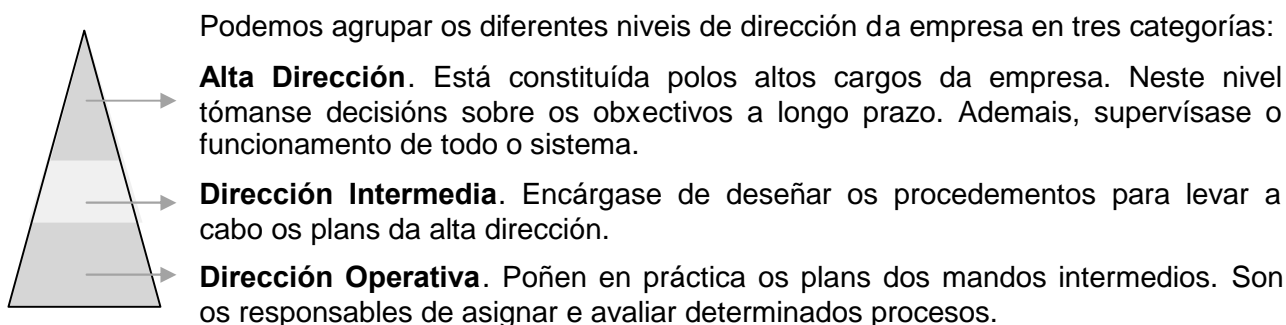 Podemos agrupar os diferentes niveis de dirección da empresa en tres categorías:
Alta Dirección. Está constituída polos altos cargos da empresa. Neste nivel
tómanse decisións sobre os obxectivos a longo prazo. Ademais, supervísase o
funcionamento de todo o sistema.
Dirección Intermedia. Encárgase de deseñar os procedementos para levar a
cabo os plans da alta dirección.
Dirección Operativa. Poñen en práctica os plans dos mandos intermedios. Son
os responsables de asignar e avaliar determinados procesos.